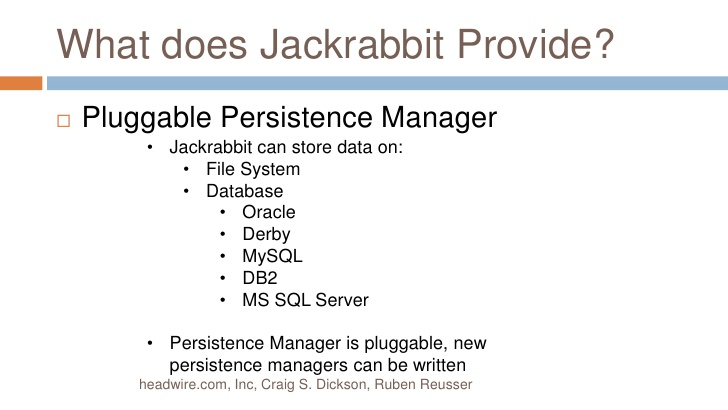 What does Jackrabbit Provide?
Pluggable Persistence Manager
• Jackrabbit can store data on:
• File System
• Database
• Oracle
• Derby
• MySQL
• DB2
• MS SQL Server
• Persistence Manager is pluggable, new
persistence managers can be written
headwire.com, Inc, Craig S. Dickson, Ruben Reusser